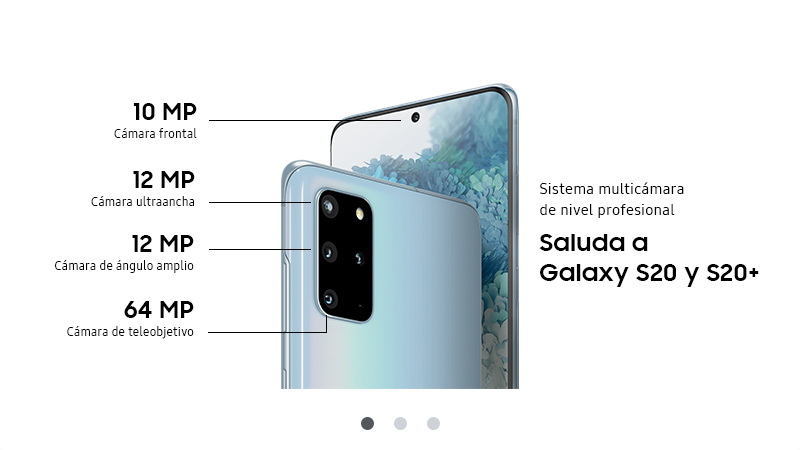 10 MP
Cámara frontal
12 MP
Cámara ultraancha
12 MP
Cámara de ángulo amplio
64 MP
Cámara de teleobjetivo
Sistema multicámara
de nivel profesional
Saluda a
Galaxy S20 y S20+